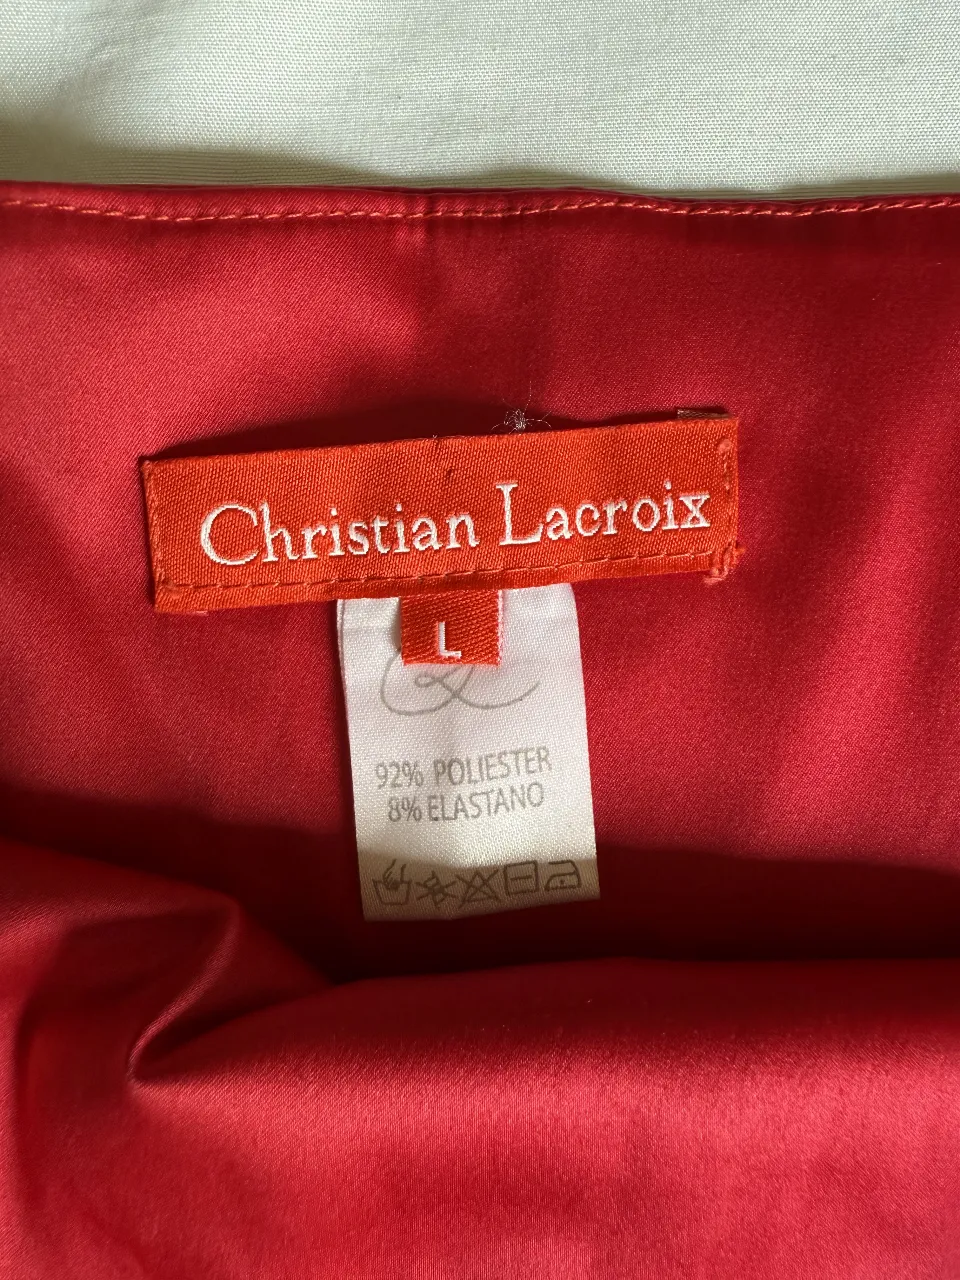 Christian Lacroix
L
92% POLIESTER
8% ELASTANO